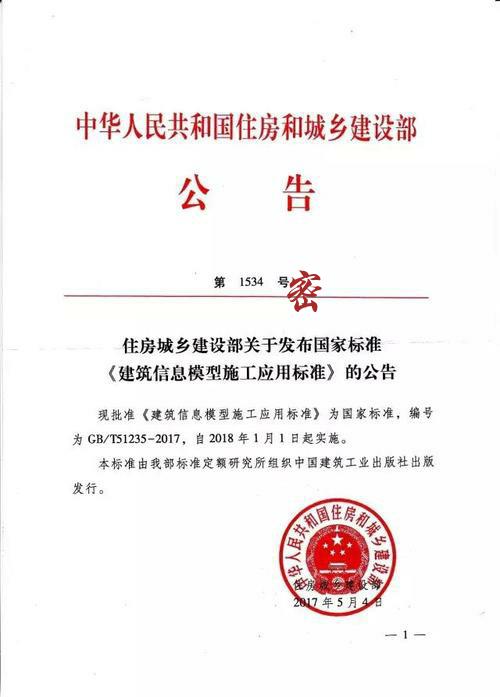 中华人民共和国住房和城乡建设部
公 告
第 1534 号
密
住房城乡建设部关于发布国家标准
《建筑信息模型施工应用标准》的公告
现批准《建筑信息模型施工应用标准》为国家标准，编号
为 GB/T51235-2017，自 2018 年 1 月 1 日起实施。
本标准由我部标准定额研究所组织中国建筑工业出版社出版
发行。
中华人民共和国住房和城乡建设部
住房城乡建设部
2017 年 5 月 4 日
— 1 —